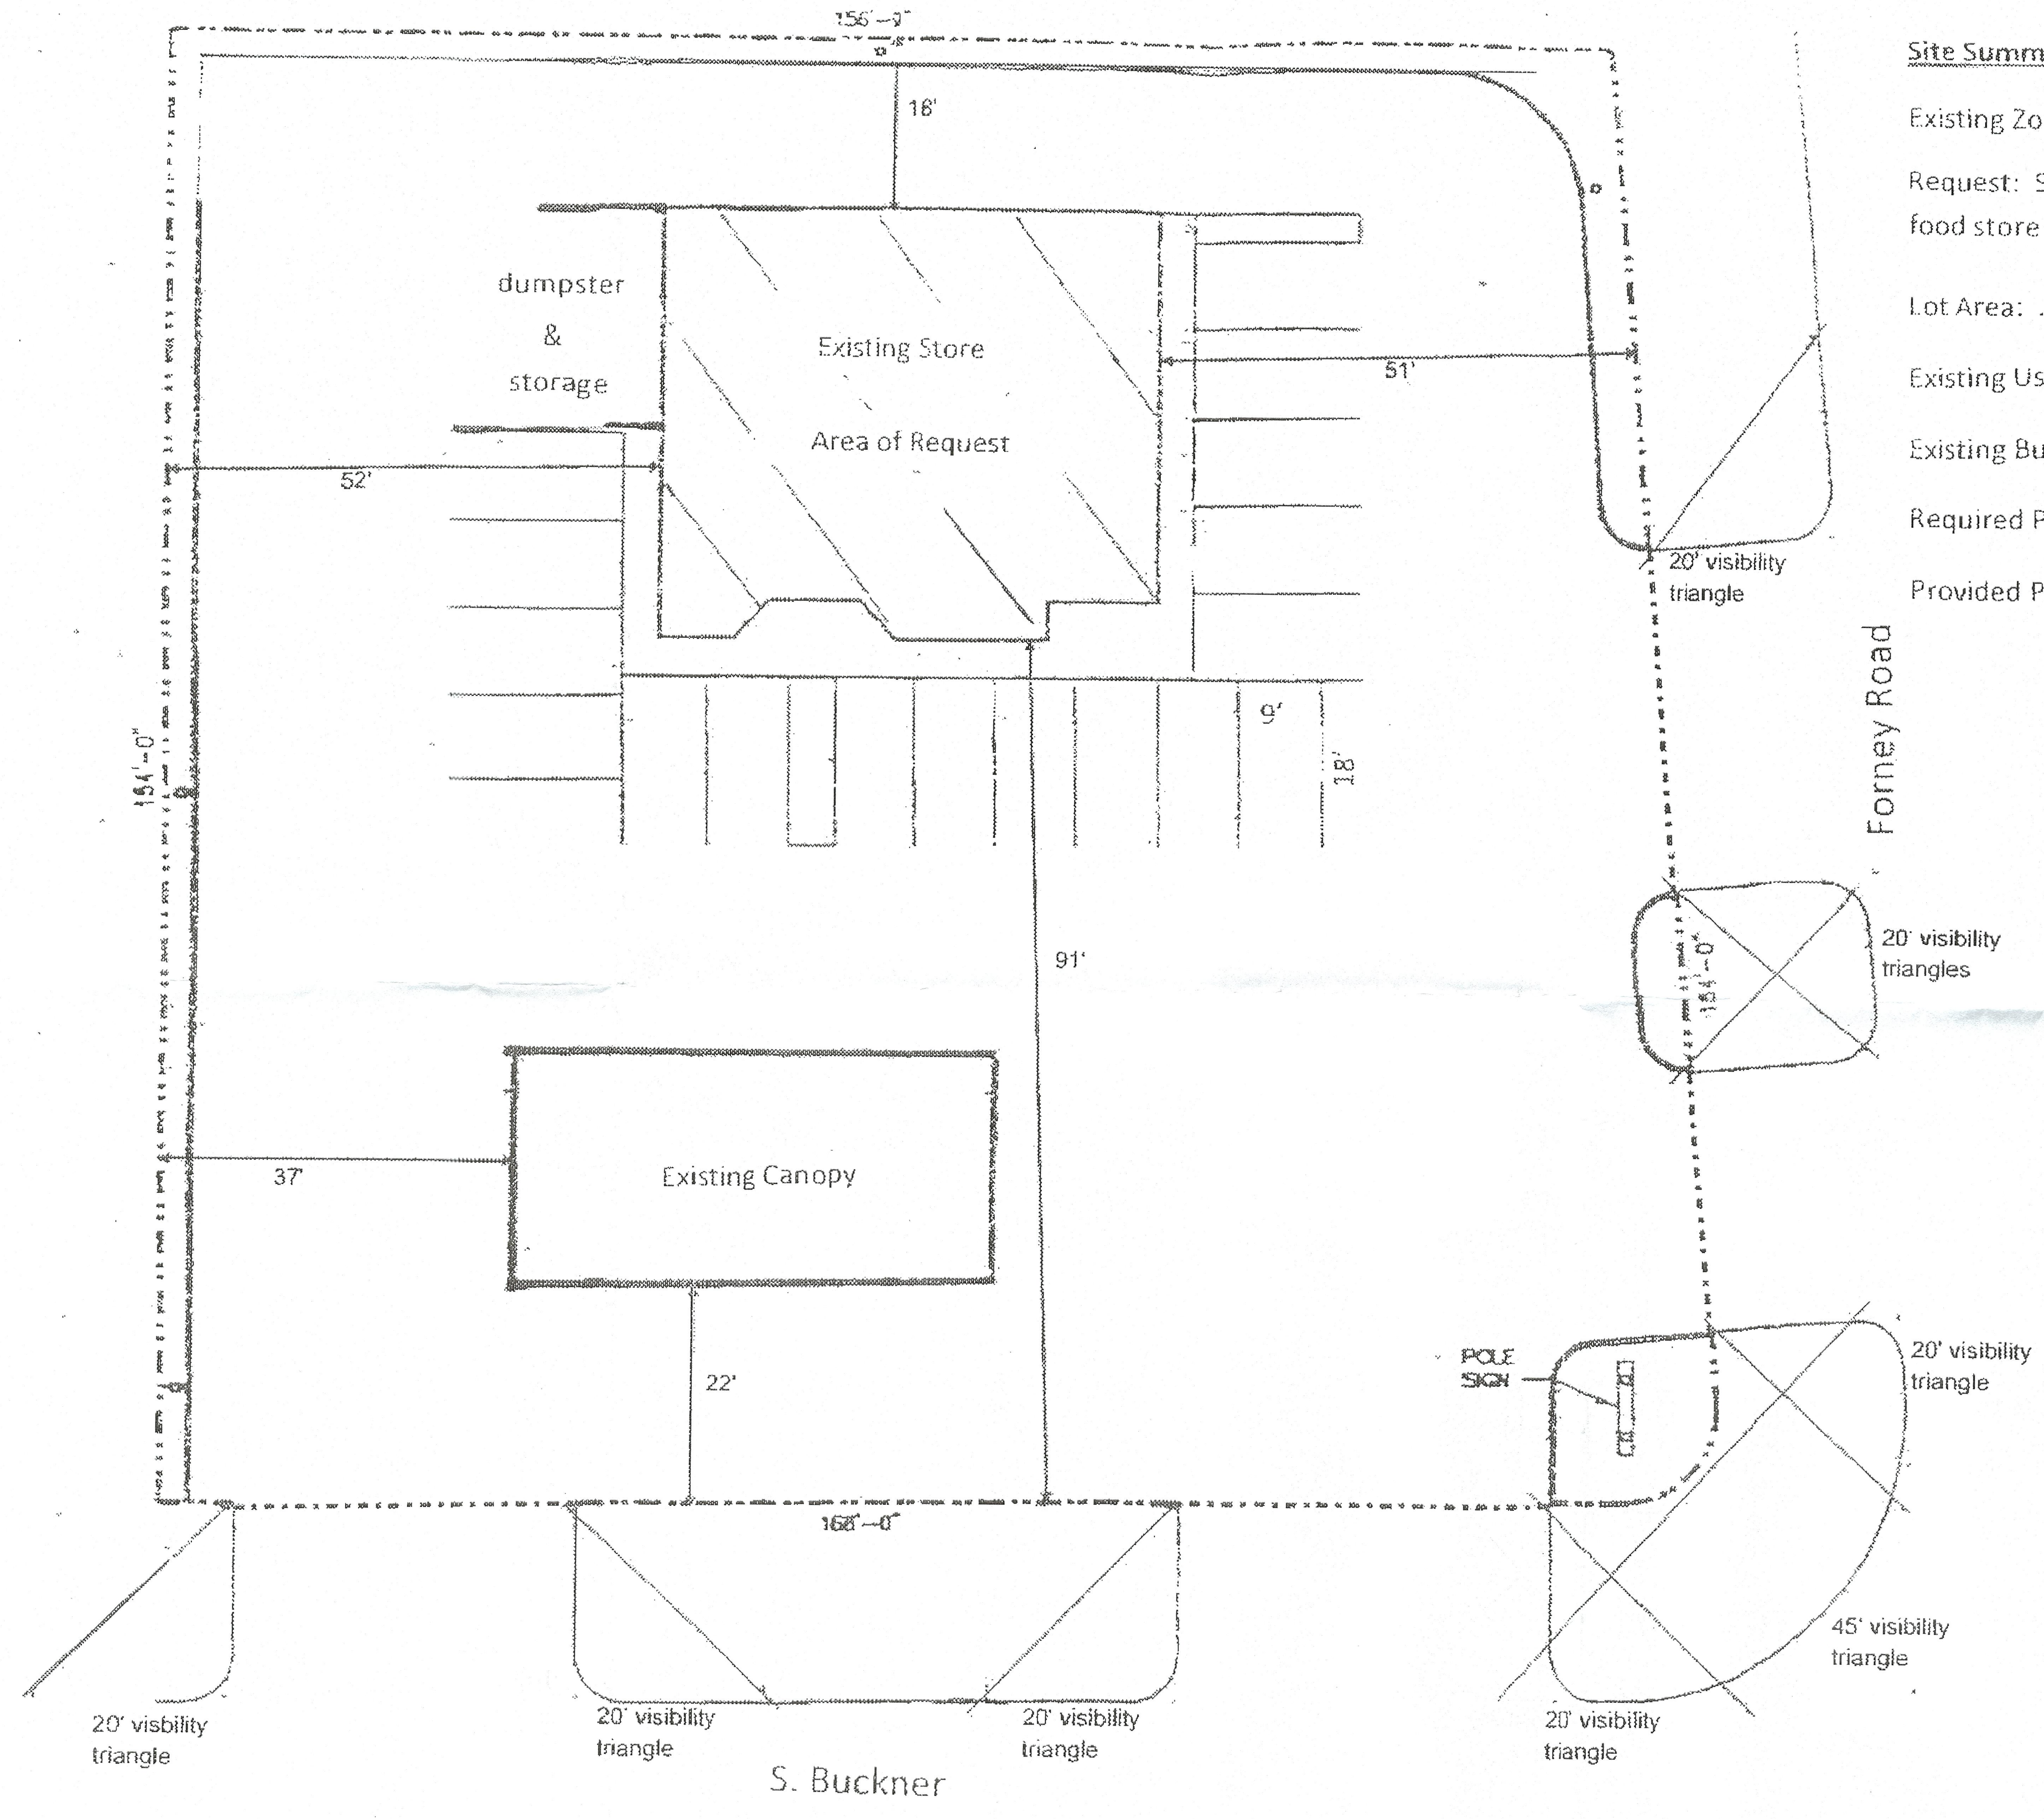 156'-0"
Site Summ
Existing Zo
Request: S
food store
Lot Area: .
Existing Us
Existing Bu
Required P
Provided P
16'
dumpster
&
storage
Existing Store
Area of Request
51'
52'
20' visibility
triangle
Forney Road
9'
18'
154'-0"
91'
20' visibility
triangles
154'-0"
Existing Canopy
37'
22'
POLE
SIGN
20' visibility
triangle
168'-0"
45' visibility
triangle
20' visbility
triangle
20' visibility
triangle
20' visibility
triangle
20' visibility
triangle
S. Buckner